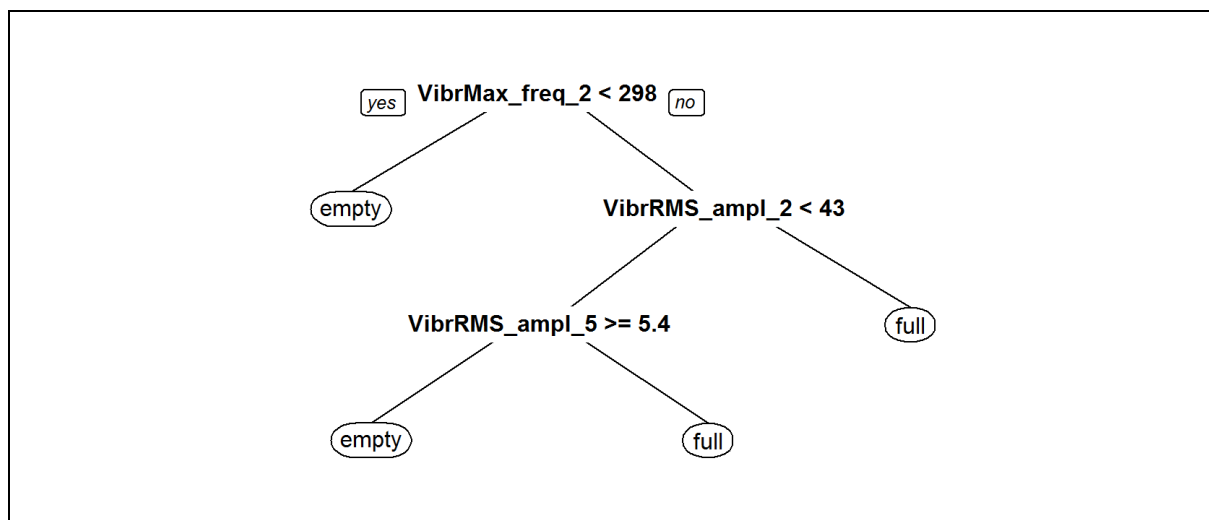 yes VibrMax_freq_2 < 298 no
empty VibrRMS_ampl_2 < 43
VibrRMS_ampl_5 >= 5.4 full
empty full